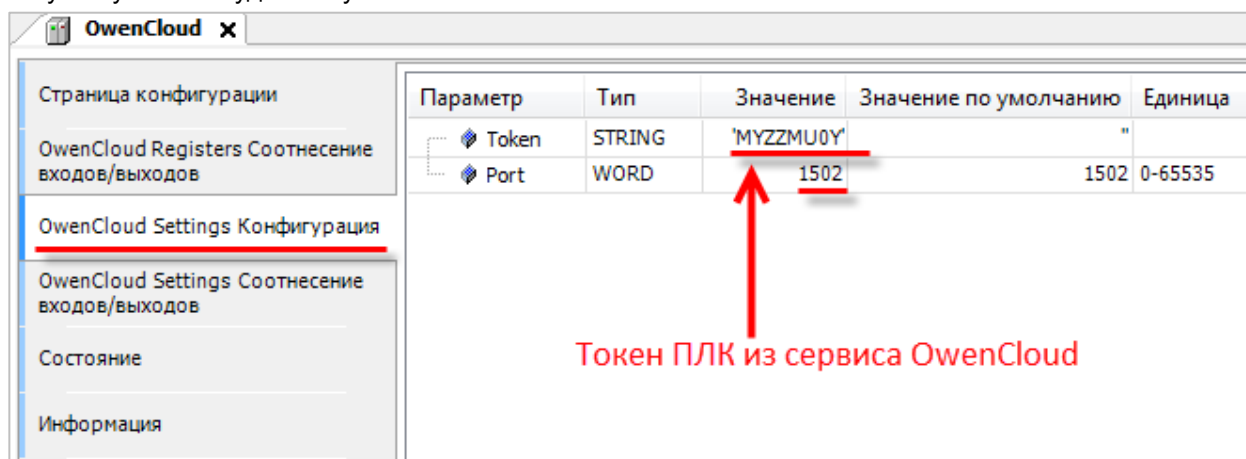 OwenCloud
Страница конфигурации
OwenCloud Registers Соотнесение
входов/выходов
OwenCloud Settings Конфигурация
OwenCloud Settings Соотнесение
входов/выходов
Состояние
Информация
Параметр Тип Значение Значение по умолчанию Единица
Token STRING 'MYZZMU0Y' ''
Port WORD 1502 1502 0-65535
Токен ПЛК из сервиса OwenCloud